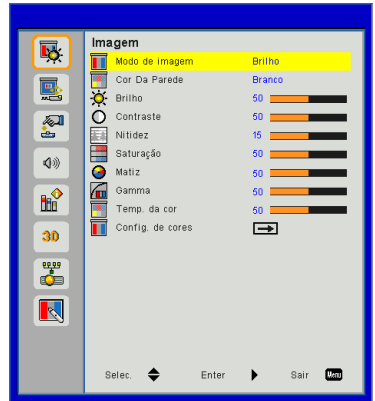 Imagem
Modo de imagem Brilho
Cor Da Parede Branco
Brilho 50
Contraste 50
Nitidez 15
Saturação 50
Matiz 50
Gamma 50
Temp. da cor 50
Config. de cores
3D
Selec. Enter Sair Menu